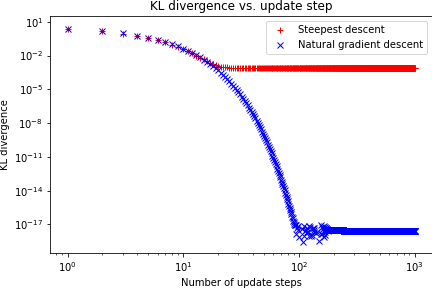 KL divergence vs. update step
10¹
10⁻²
10⁻⁵
10⁻⁸
10⁻¹¹
10⁻¹⁴
10⁻¹⁷
KL divergence
Steepest descent
Natural gradient descent
10⁰ 10¹ 10² 10³
Number of update steps